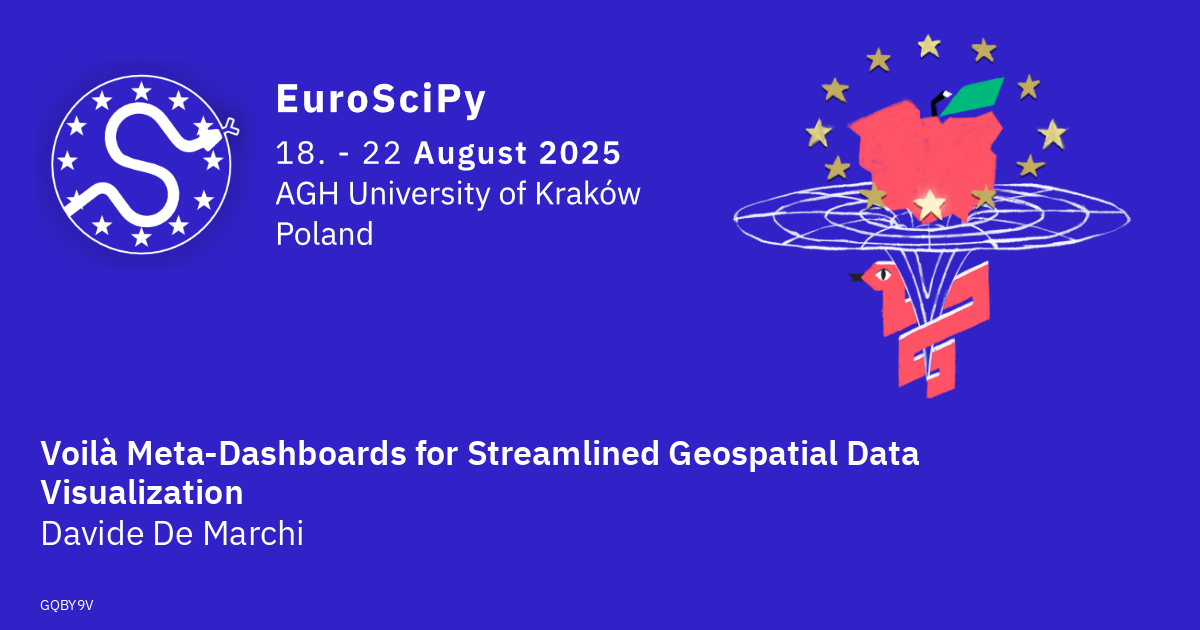 EuroSciPy
18. - 22 August 2025
AGH University of Kraków
Poland
Voilà Meta-Dashboards for Streamlined Geospatial Data
Visualization
Davide De Marchi
GQBY9V